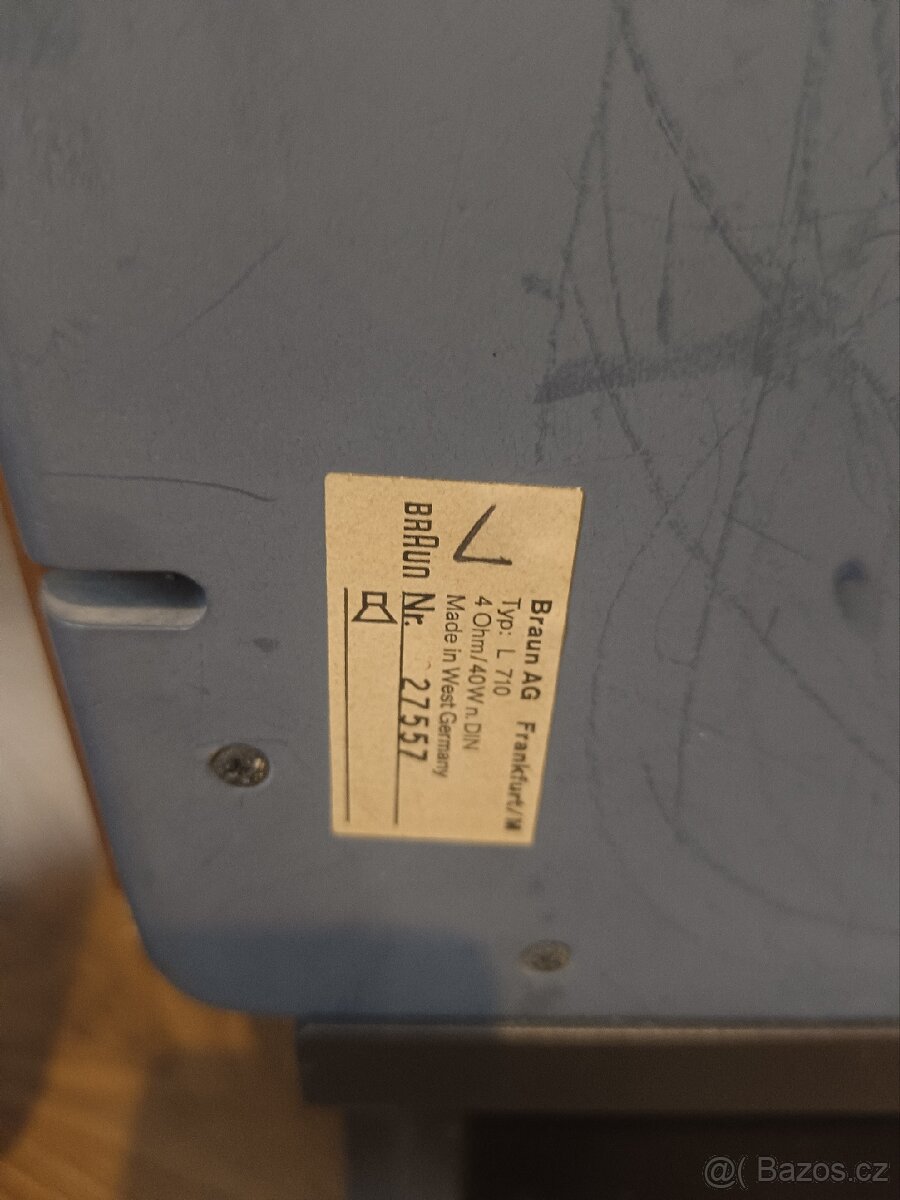 Braun AG Frankfurt/M
Typ: L 710
4 Ohm/40W n. DIN
Made in West Germany
BRAUN Nr. 27557
@( Bazos.cz